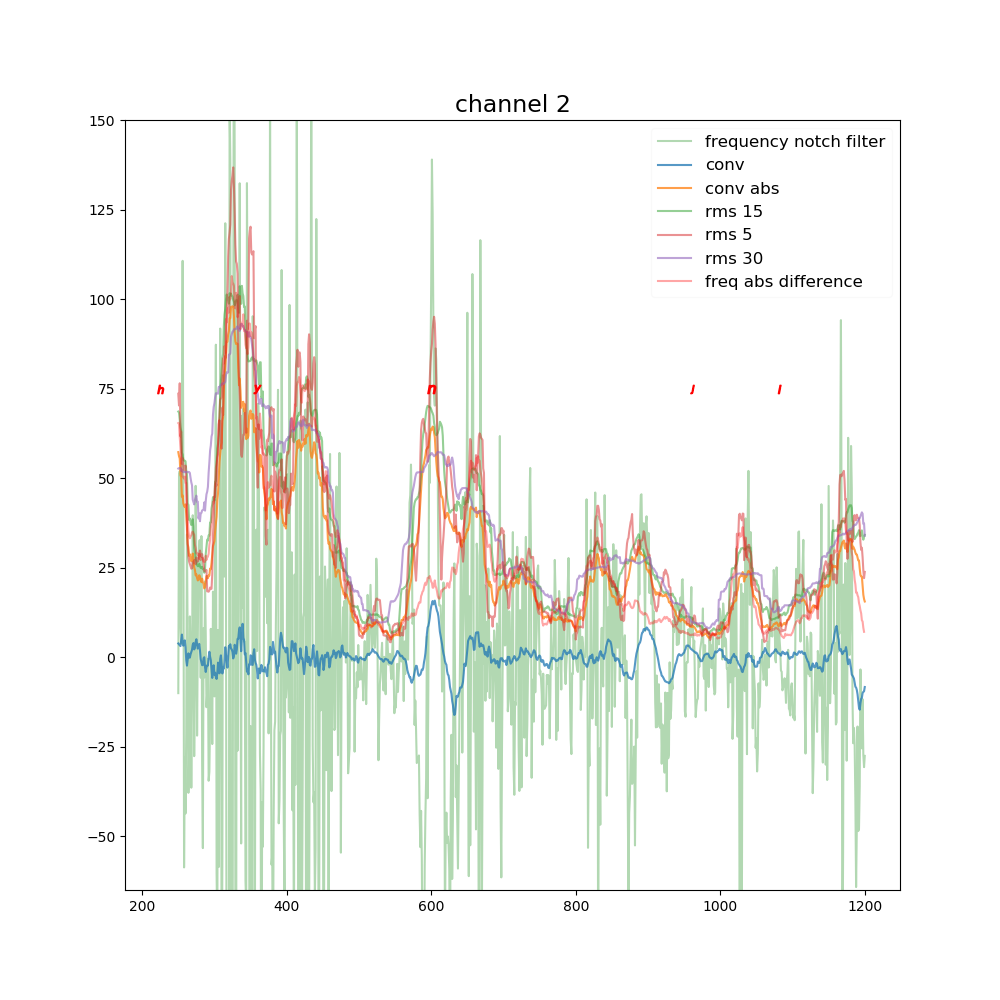 channel 2
150
125
100
75
50
25
0
−25
−50
frequency notch filter
conv
conv abs
rms 15
rms 5
rms 30
freq abs difference
h y n J I
200 400 600 800 1000 1200